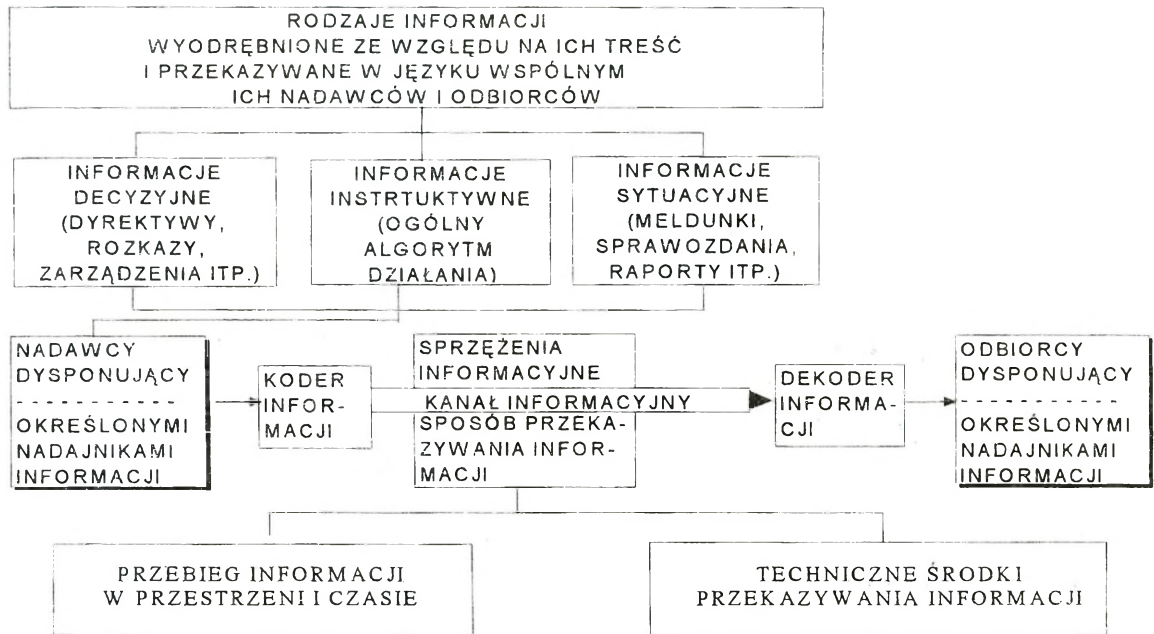 RODZAJE INFORMACJI
WYODRĘBNIONE ZE WZGLĘDU NA ICH TREŚĆ
I PRZEKAZYWANE W JĘZYKU WSPÓLNYM
ICH NADAWCÓW I ODBIORCÓW
INFORMACJE
DECYZYJNE
(DYREKTYWY,
ROZKAZY,
ZARZĄDZENIA ITP.)
INFORMACJE
INSTRTUKTYWNE
(OGÓLNY
ALGORYTM
DZIAŁANIA)
INFORMACJE
SYTUACYJNE
(MELDUNKI,
SPRAWOZDANIA,
RAPORTY ITP.)
NADAWCY
DYSPONUJĄCY
- - - - - - - - - - -
OKREŚLONYMI
NADAJNIKAMI
INFORMACJI
KODER
INFOR-
MACJI
SPRZĘŻENIA
INFORMACYJNE
KANAŁ INFORMACYJNY
SPOSÓB PRZEKA-
ZYWANIA INFOR-
MACJI
DEKODER
INFORMA-
CJI
ODBIORCY
DYSPONUJĄCY
- - - - - - - - - - -
OKREŚLONYMI
NADAJNIKAMI
INFORMACJI
PRZEBIEG INFORMACJI
W PRZESTRZENI I CZASIE
TECHNICZNE ŚRODKI
PRZEKAZYWANIA INFORMACJI